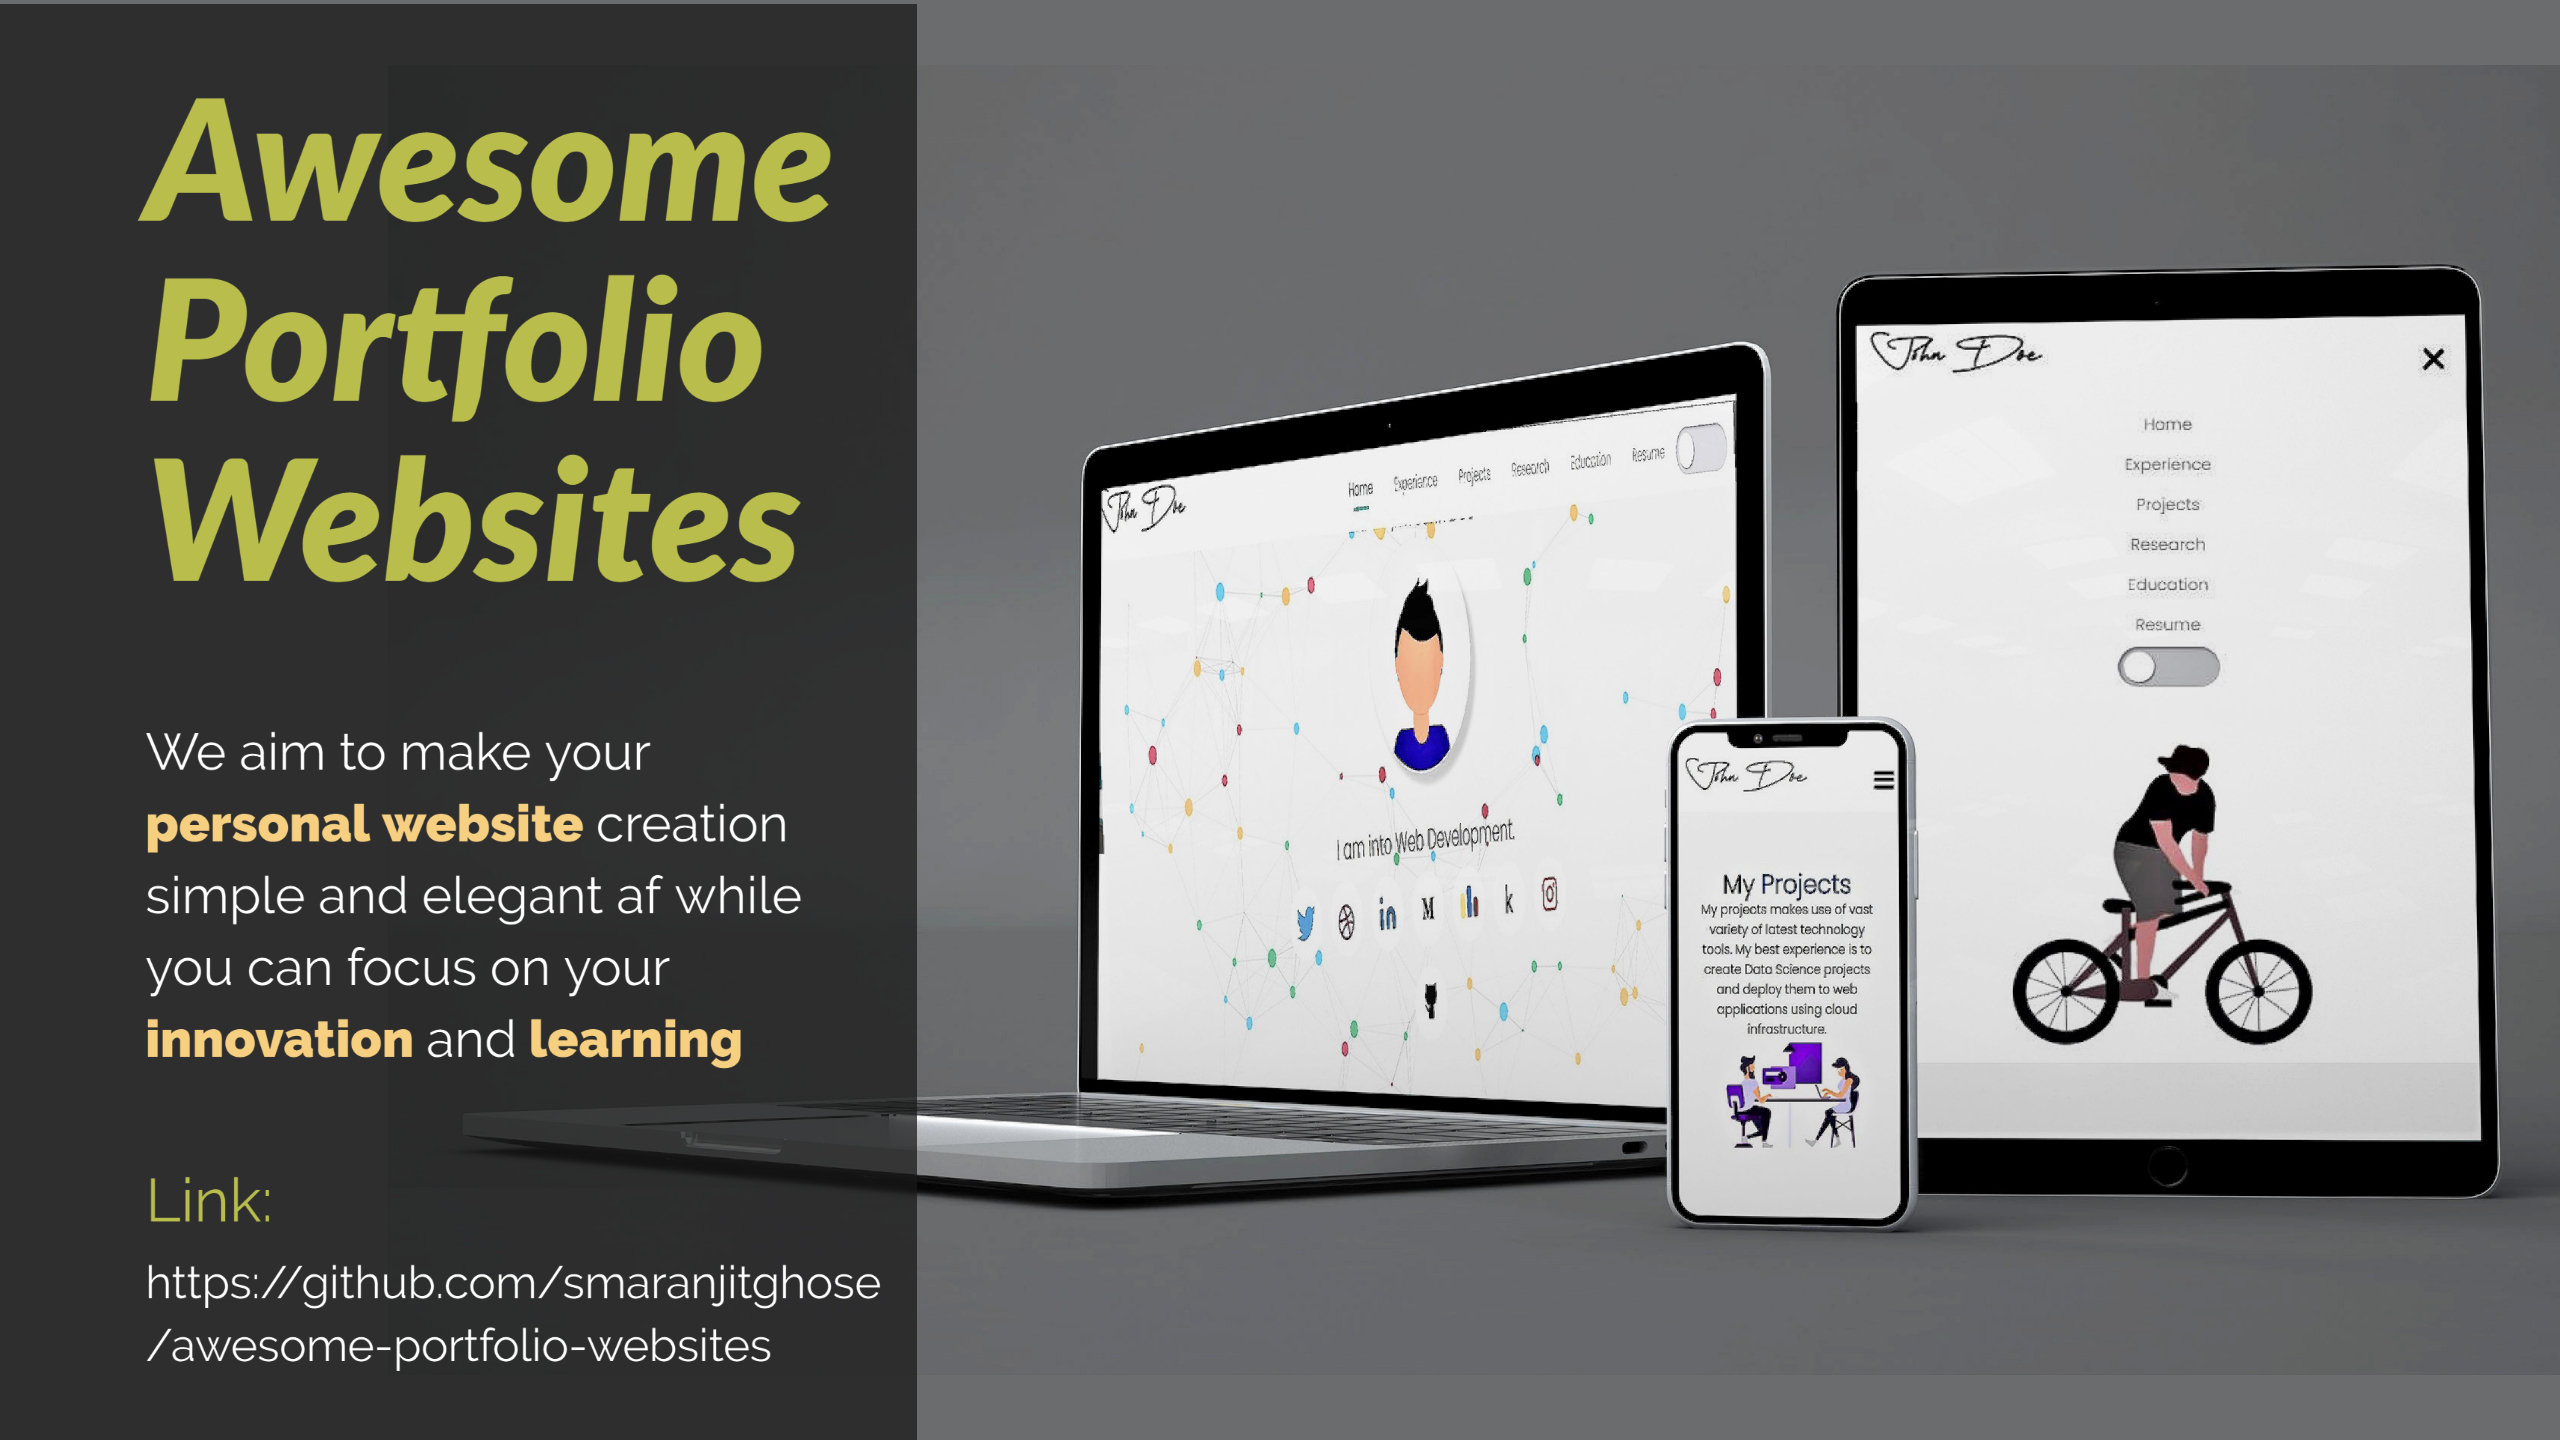 Awesome
Portfolio
Websites
We aim to make your
personal website creation
simple and elegant af while
you can focus on your
innovation and learning
Link:
https://github.com/smaranjitghose
/awesome-portfolio-websites
John Doe
Home Experience Projects Research Education Resume
I am into Web Development.
in M k
John Doe
My Projects
My projects makes use of vast
variety of latest technology
tools. My best experience is to
create Data Science projects
and deploy them to web
applications using cloud
infrastructure.
John Doe
Home
Experience
Projects
Research
Education
Resume